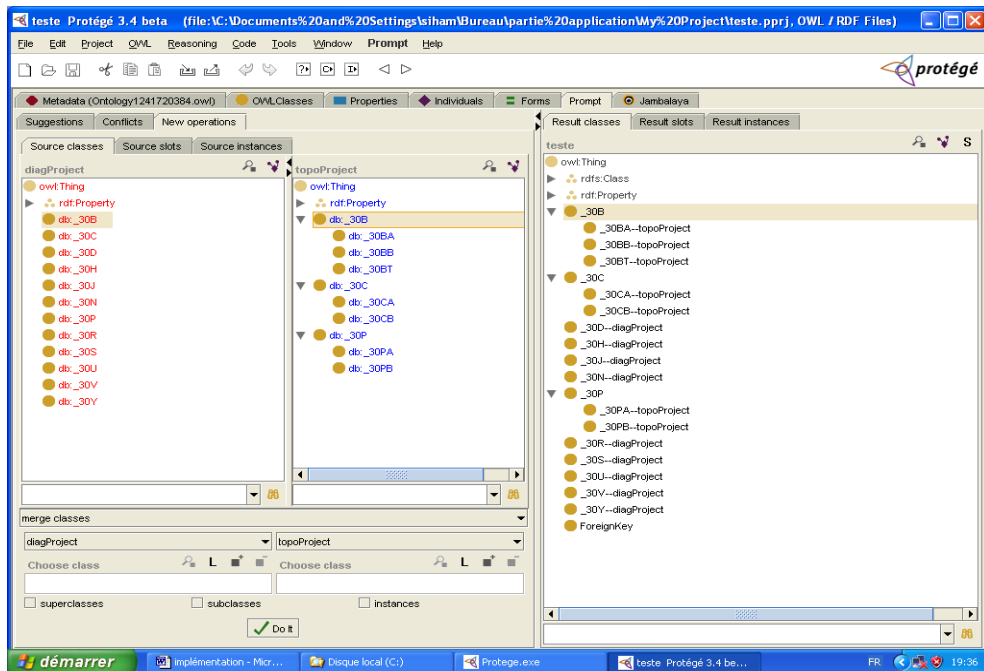 teste Protégé 3.4 beta (file:\C:\Documents%20and%20Settings\siham\Bureau\partie%20application\My%20Project\teste.pprj, OWL / RDF Files)
File Edit Project OWL Reasoning Code Tools Window Prompt Help
protégé
Metadata (Ontology1241720384.owl) OWLClasses Properties Individuals Forms Prompt Jambalaya
Suggestions Conflicts New operations
Source classes Source slots Source instances
diagProject
owl:Thing
rdf:Property
db:_30B
db:_30C
db:_30D
db:_30H
db:_30J
db:_30N
db:_30P
db:_30R
db:_30S
db:_30U
db:_30V
db:_30Y
topoProject
owl:Thing
rdf:Property
db:_30B
db:_30BA
db:_30BB
db:_30BT
db:_30C
db:_30CA
db:_30CB
db:_30P
db:_30PA
db:_30PB
merge classes
diagProject topoProject
Choose class L Choose class L
superclasses subclasses instances
Do It
Result classes Result slots Result instances
teste S
owl:Thing
rdfs:Class
rdf:Property
_30B
_30BA--topoProject
_30BB--topoProject
_30BT--topoProject
_30C
_30CA--topoProject
_30CB--topoProject
_30D--diagProject
_30H--diagProject
_30J--diagProject
_30N--diagProject
_30P
_30PA--topoProject
_30PB--topoProject
_30R--diagProject
_30S--diagProject
_30U--diagProject
_30V--diagProject
_30Y--diagProject
ForeignKey
démarrer implémentation - Micr... Disque local (C:) Protege.exe teste Protégé 3.4 be... FR 19:36